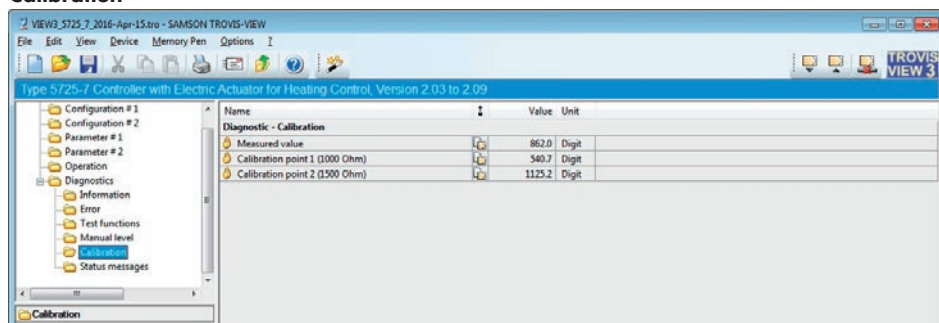 Calibration
VIEW3_5725_7_2016-Apr-15.tro - SAMSON TROVIS-VIEW
File Edit View Device Memory Pen Options ?
TROVIS
VIEW 3
Type 5725-7 Controller with Electric Actuator for Heating Control, Version 2.03 to 2.09
Configuration # 1
Configuration # 2
Parameter # 1
Parameter # 2
Operation
Diagnostics
Information
Error
Test functions
Manual level
Calibration
Status messages
Calibration
Name Value Unit
Diagnostic - Calibration
Measured value 862.0 Digit
Calibration point 1 (1000 Ohm) 540.7 Digit
Calibration point 2 (1500 Ohm) 1125.2 Digit